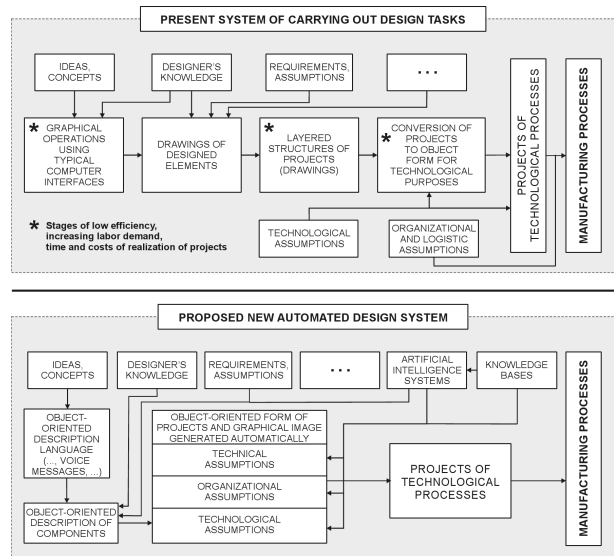 PRESENT SYSTEM OF CARRYING OUT DESIGN TASKS
IDEAS,
CONCEPTS
DESIGNER'S
KNOWLEDGE
REQUIREMENTS,
ASSUMPTIONS
...
* GRAPHICAL
OPERATIONS
USING
TYPICAL
COMPUTER
INTERFACES
DRAWINGS
OF DESIGNED
ELEMENTS
* LAYERED
STRUCTURES
OF PROJECTS
(DRAWINGS)
* CONVERSION OF
PROJECTS
TO OBJECT
FORM FOR
TECHNOLOGICAL
PURPOSES
PROJECTS OF
TECHNOLOGICAL PROCESSES
MANUFACTURING PROCESSES
* Stages of low efficiency,
increasing labor demand,
time and costs of realization of projects
TECHNOLOGICAL
ASSUMPTIONS
ORGANIZATIONAL
AND LOGISTIC
ASSUMPTIONS
PROPOSED NEW AUTOMATED DESIGN SYSTEM
IDEAS,
CONCEPTS
DESIGNER'S
KNOWLEDGE
REQUIREMENTS,
ASSUMPTIONS
...
ARTIFICIAL
INTELLIGENCE
SYSTEMS
KNOWLEDGE
BASES
OBJECT-
ORIENTED
DESCRIPTION
LANGUAGE
(..., VOICE
MESSAGES, ...)
OBJECT-ORIENTED
DESCRIPTION OF
COMPONENTS
OBJECT-ORIENTED FORM OF
PROJECTS AND GRAPHICAL IMAGE
GENERATED AUTOMATICALLY
TECHNICAL
ASSUMPTIONS
ORGANIZATIONAL
ASSUMPTIONS
TECHNOLOGICAL
ASSUMPTIONS
PROJECTS OF
TECHNOLOGICAL
PROCESSES
MANUFACTURING PROCESSES